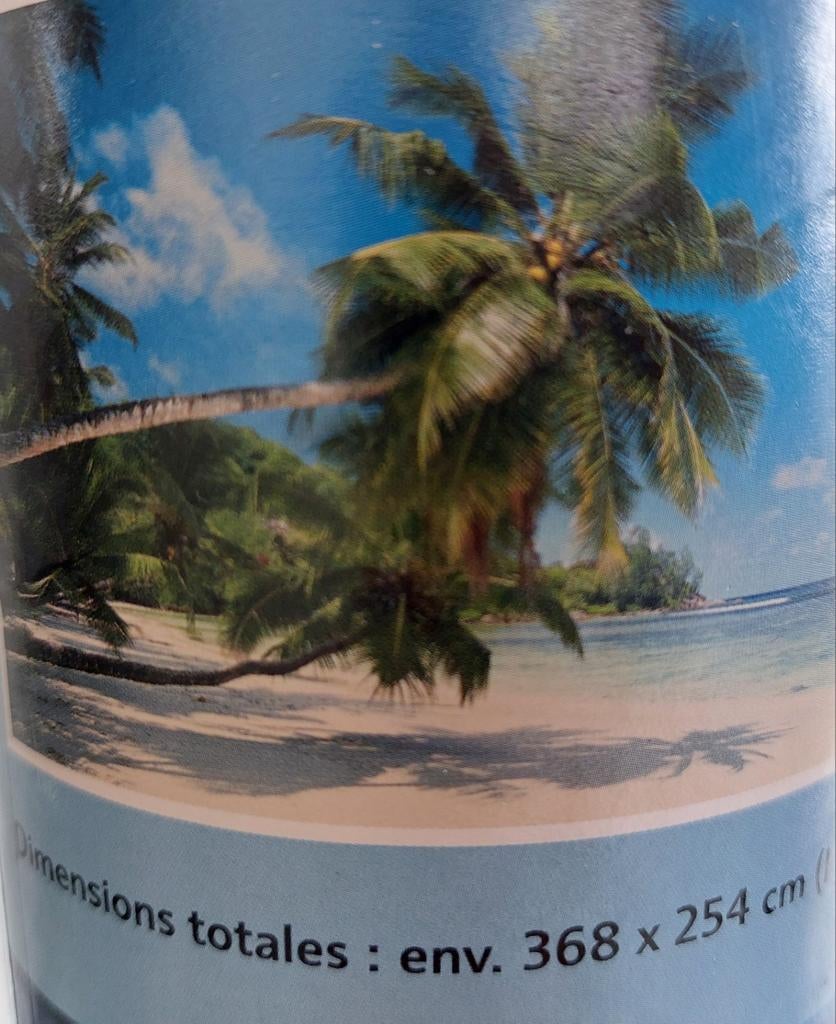 Dimensions totales : env. 368 x 254 cm (